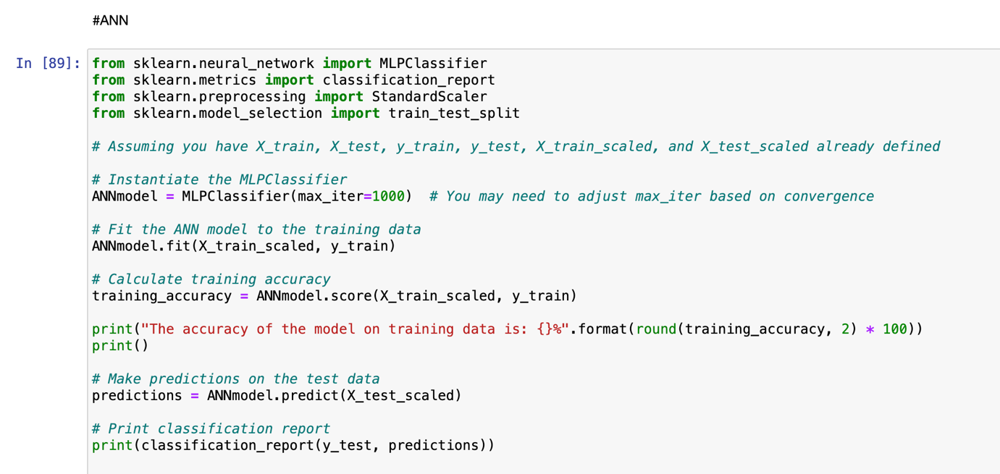 #ANN
In [89]:
from sklearn.neural_network import MLPClassifier
from sklearn.metrics import classification_report
from sklearn.preprocessing import StandardScaler
from sklearn.model_selection import train_test_split
# Assuming you have X_train, X_test, y_train, y_test, X_train_scaled, and X_test_scaled already defined
# Instantiate the MLPClassifier
ANNmodel = MLPClassifier(max_iter=1000)  # You may need to adjust max_iter based on convergence
# Fit the ANN model to the training data
ANNmodel.fit(X_train_scaled, y_train)
# Calculate training accuracy
training_accuracy = ANNmodel.score(X_train_scaled, y_train)
print("The accuracy of the model on training data is: {}%".format(round(training_accuracy, 2) * 100))
print()
# Make predictions on the test data
predictions = ANNmodel.predict(X_test_scaled)
# Print classification report
print(classification_report(y_test, predictions))